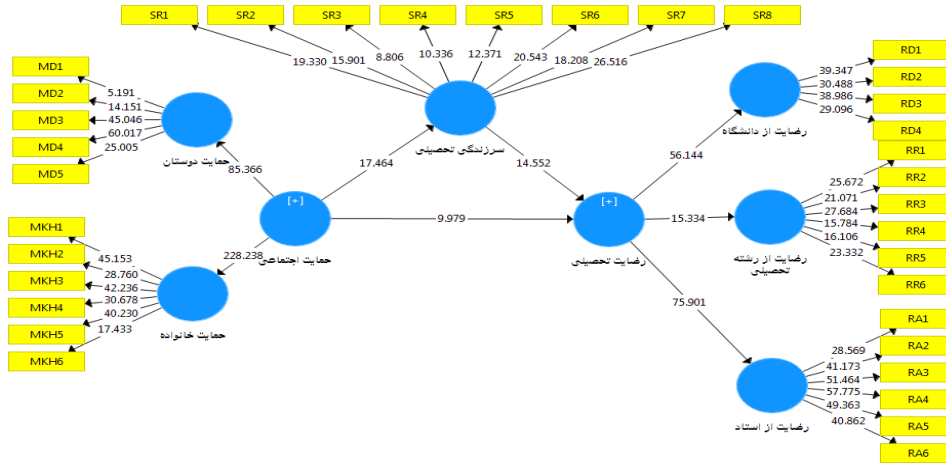 SR1 SR2 SR3 SR4 SR5 SR6 SR7 SR8
19.330 15.901 8.806 10.336 12.371 20.543 18.208 26.516
سرزندگی تحصیلی
MD1
MD2
MD3
MD4
MD5
5.191
14.151
45.046
60.017
25.005
حمایت دوستان
85.366
17.464
14.552
[+]
حمایت اجتماعی
9.979
228.238
MKH1
MKH2
MKH3
MKH4
MKH5
MKH6
45.153
28.760
42.236
30.678
40.230
17.433
حمایت خانواده
[+]
رضایت تحصیلی
56.144
15.334
75.901
RD1
RD2
RD3
RD4
39.347
30.488
38.986
29.096
رضایت از دانشگاه
RR1
RR2
RR3
RR4
RR5
RR6
25.672
21.071
27.684
15.784
16.106
23.332
رضایت از رشته
تحصیلی
RA1
RA2
RA3
RA4
RA5
RA6
28.569
41.173
51.464
57.775
49.363
40.862
رضایت از استاد